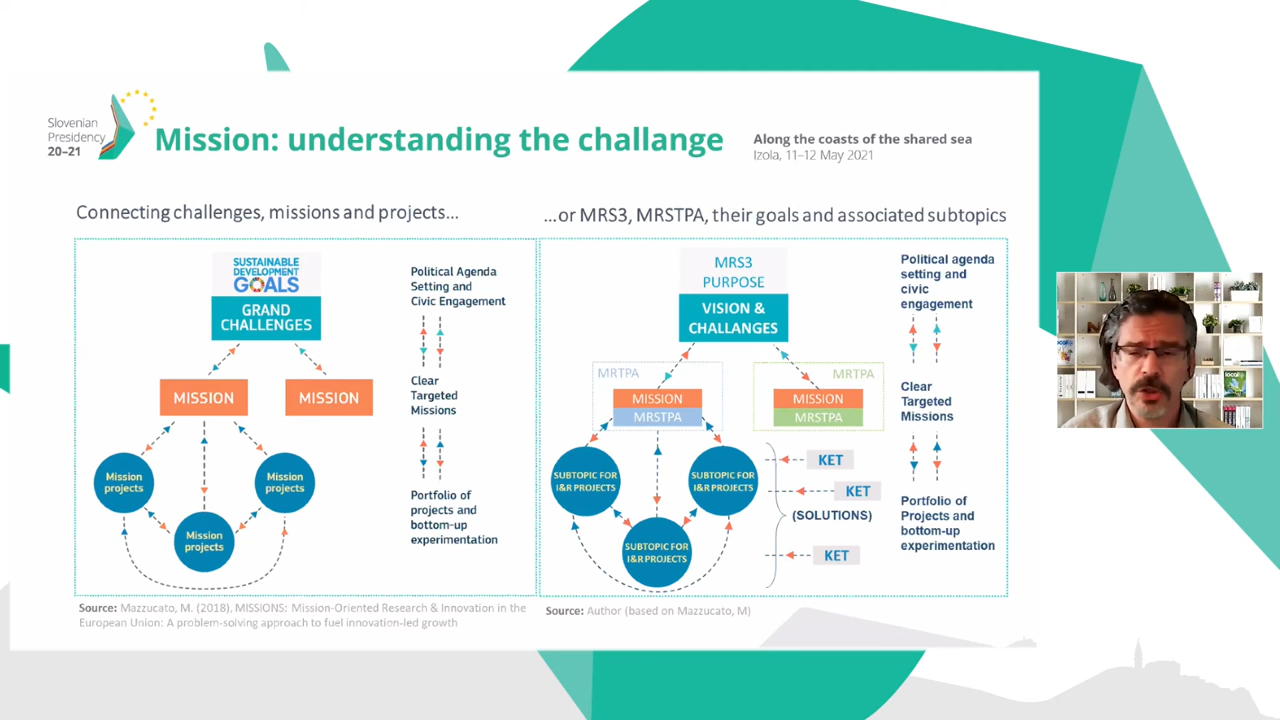 Slovenian
Presidency
20–21
Mission: understanding the challange
Along the coasts of the shared sea
Izola, 11–12 May 2021
Connecting challenges, missions and projects…
SUSTAINABLE
DEVELOPMENT
GOALS
GRAND
CHALLENGES
MISSION
MISSION
Mission
projects
Mission
projects
Mission
projects
Political Agenda
Setting and
Civic Engagement
Clear
Targeted
Missions
Portfolio of
projects and
bottom-up
experimentation
Source: Mazzucato, M. (2018), MISSIONS: Mission-Oriented Research & Innovation in the
European Union: A problem-solving approach to fuel innovation-led growth
…or MRS3, MRSTPA, their goals and associated subtopics
MRS3
PURPOSE
VISION &
CHALLANGES
MRTPA
MISSION
MRSTPA
MRTPA
MISSION
MRSTPA
SUBTOPIC FOR
I&R PROJECTS
SUBTOPIC FOR
I&R PROJECTS
SUBTOPIC FOR
I&R PROJECTS
KET
KET
(SOLUTIONS)
KET
Political agenda
setting and
civic
engagement
Clear
Targeted
Missions
Portfolio of
Projects and
bottom-up
experimentation
Source: Author (based on Mazzucato, M)
local